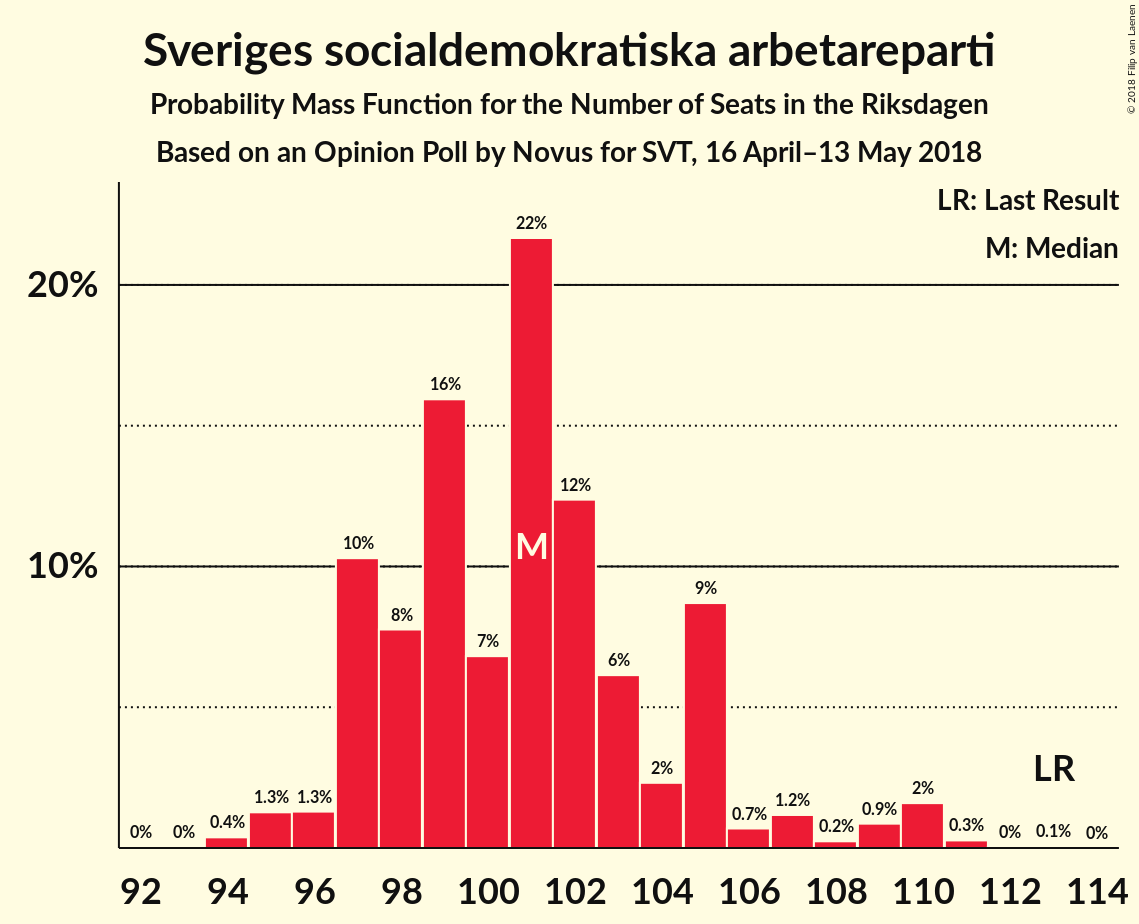 Sveriges socialdemokratiska arbetareparti
Probability Mass Function for the Number of Seats in the Riksdagen
Based on an Opinion Poll by Novus for SVT, 16 April–13 May 2018
© 2018 Filip van Laenen
LR: Last Result
M: Median
20%
10%
0%
0%
0.4%
1.3%
1.3%
10%
8%
16%
7%
22%
M
12%
6%
2%
9%
0.7%
1.2%
0.2%
0.9%
2%
0.3%
0%
LR
0.1%
0%
92 94 96 98 100 102 104 106 108 110 112 114